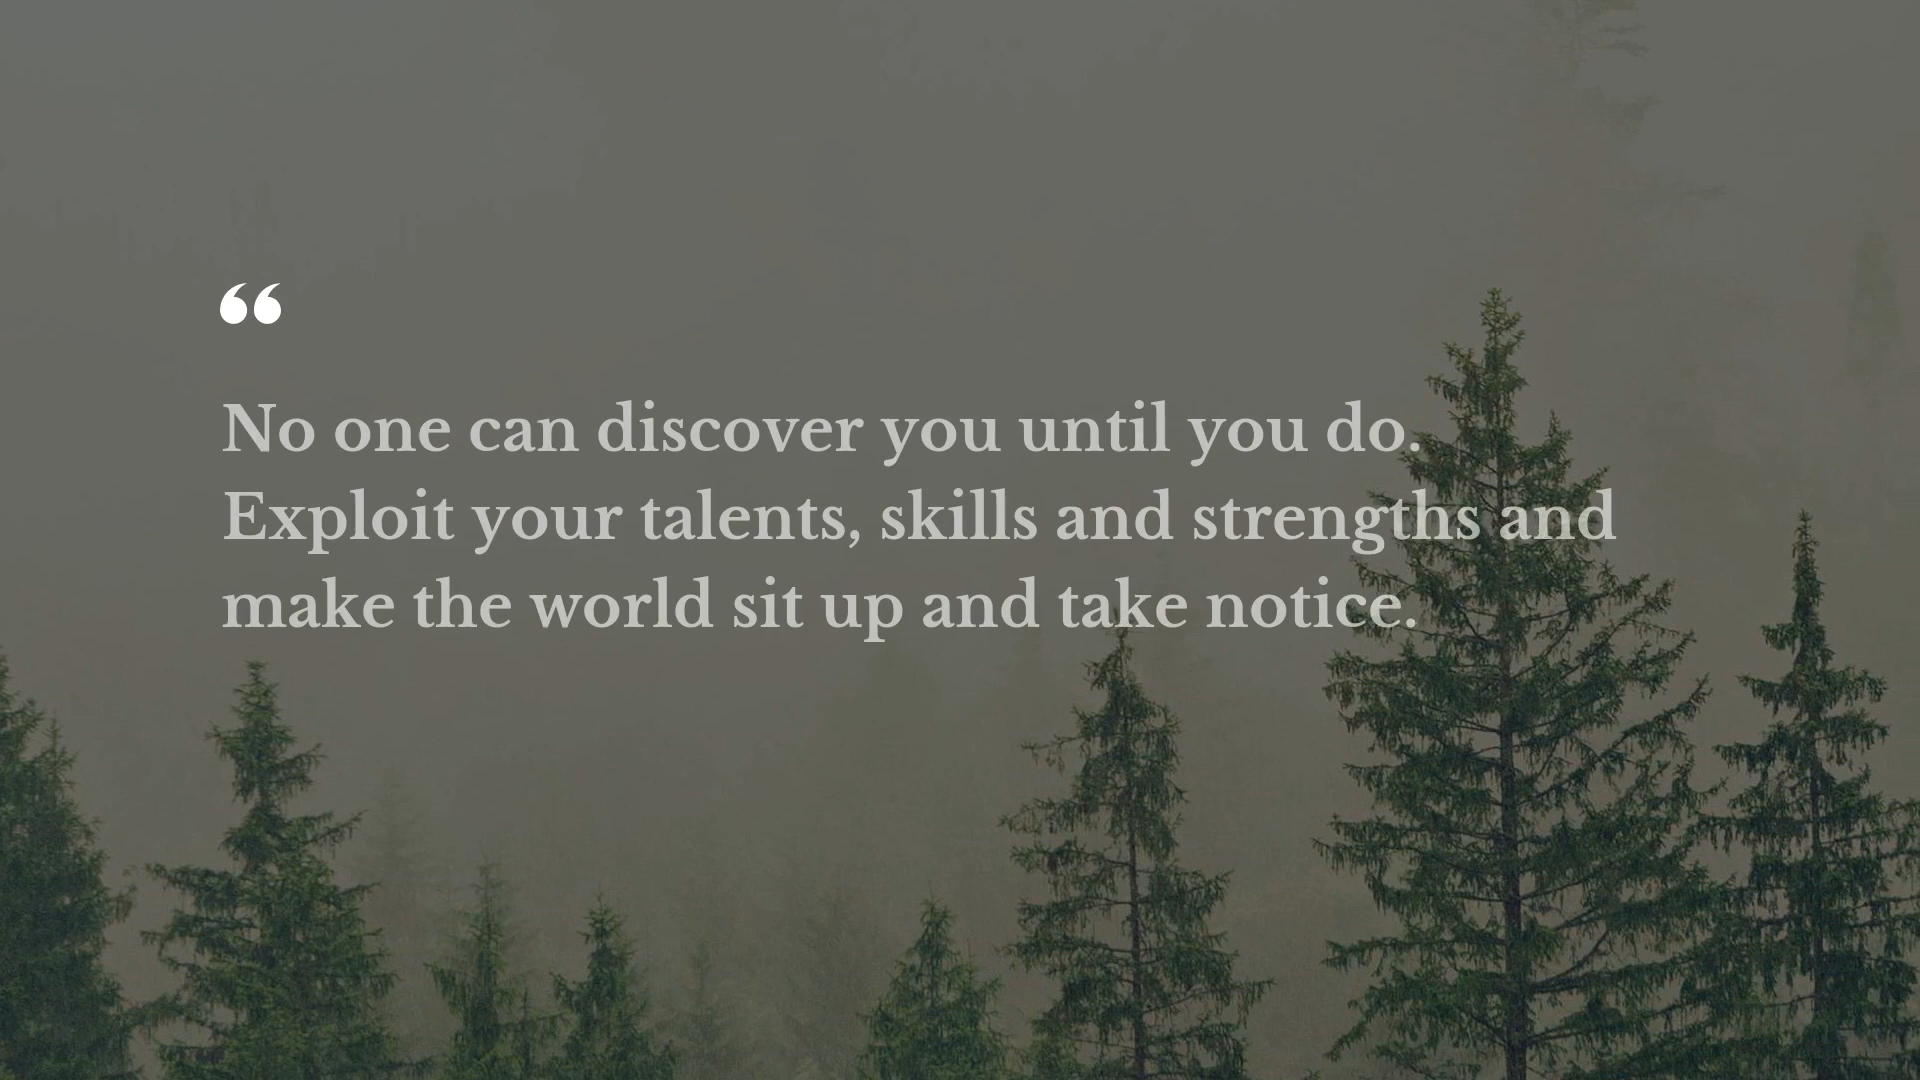 “
No one can discover you until you do.
Exploit your talents, skills and strengths and
make the world sit up and take notice.